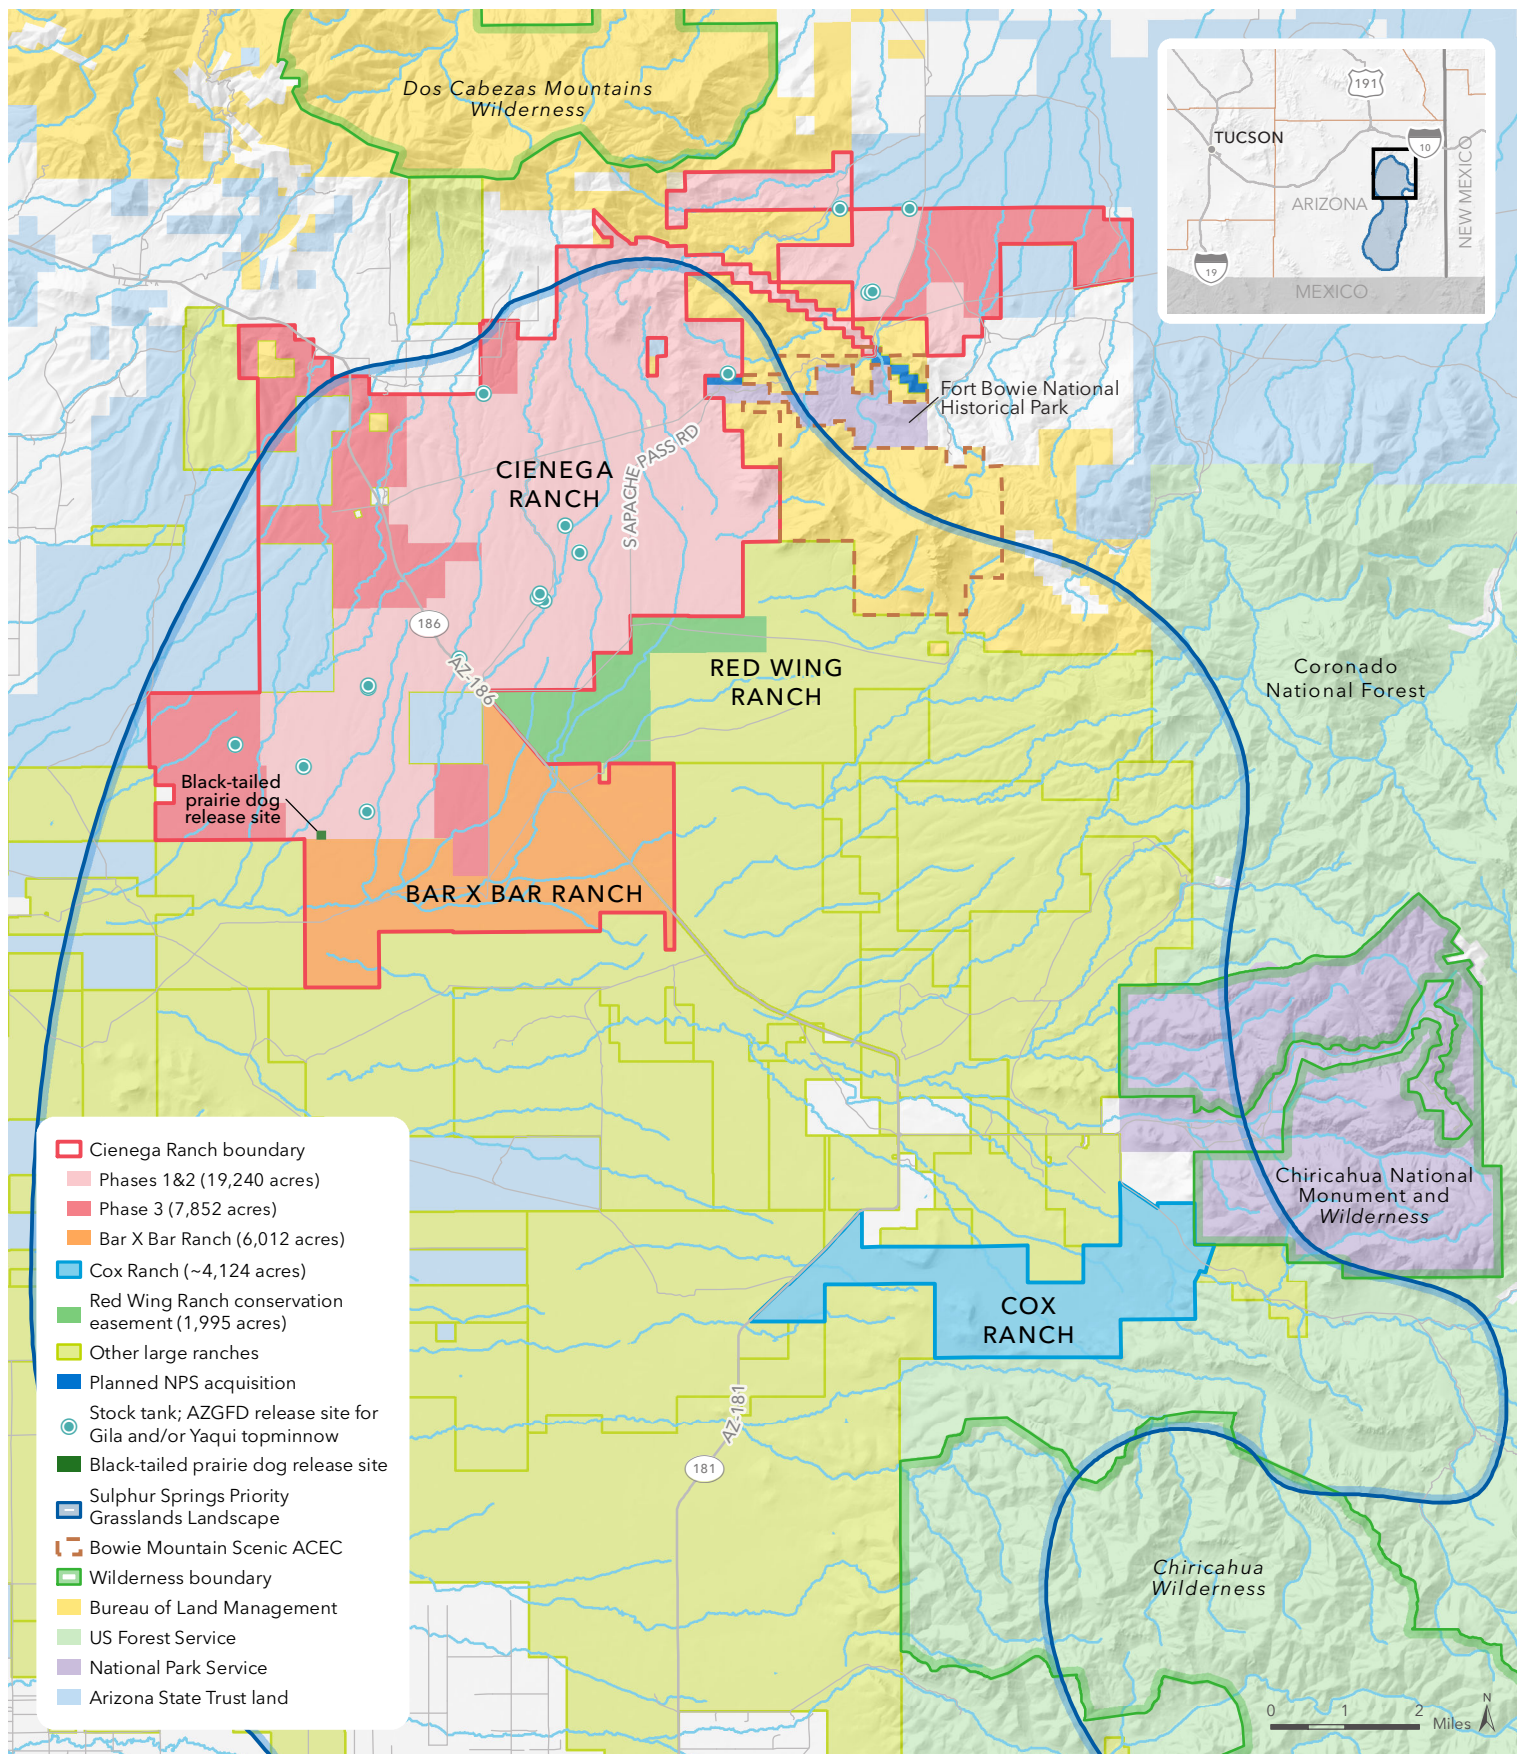 Dos Cabezas Mountains
Wilderness
191
TUCSON
10
ARIZONA
NEW MEXICO
19
MEXICO
Fort Bowie National
Historical Park
CIENEGA
RANCH
S APACHE PASS RD
186
AZ-186
RED WING
RANCH
Coronado
National Forest
Black-tailed
prairie dog
release site
BAR X BAR RANCH
Chiricahua National
Monument and
Wilderness
COX
RANCH
AZ-181
181
Chiricahua
Wilderness
Cienega Ranch boundary
Phases 1&2 (19,240 acres)
Phase 3 (7,852 acres)
Bar X Bar Ranch (6,012 acres)
Cox Ranch (~4,124 acres)
Red Wing Ranch conservation
easement (1,995 acres)
Other large ranches
Planned NPS acquisition
Stock tank; AZGFD release site for
Gila and/or Yaqui topminnow
Black-tailed prairie dog release site
Sulphur Springs Priority
Grasslands Landscape
Bowie Mountain Scenic ACEC
Wilderness boundary
Bureau of Land Management
US Forest Service
National Park Service
Arizona State Trust land
0 1 2
Miles
N